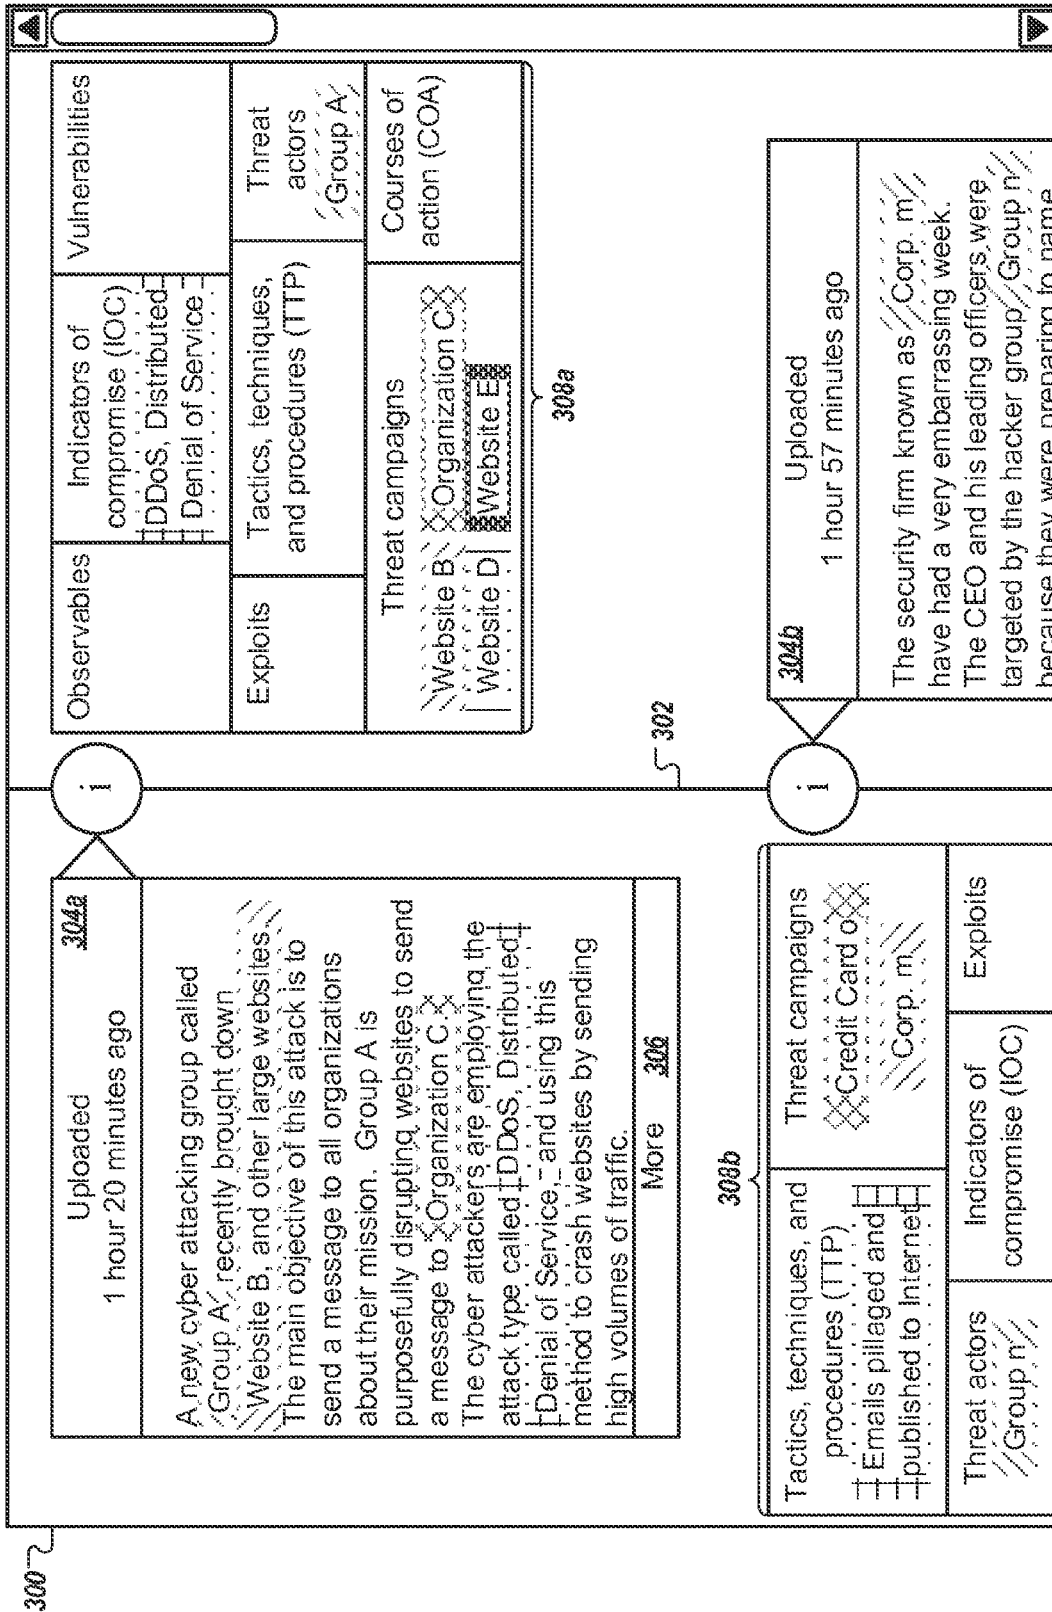 300
Uploaded
1 hour 20 minutes ago
304a
A new cyber attacking group called
Group A, recently brought down
Website B, and other large websites.
The main objective of this attack is to
send a message to all organizations
about their mission. Group A is
purposefully disrupting websites to send
a message to Organization C.
The cyber attackers are employing the
attack type called DDoS, Distributed
Denial of Service, and using this
method to crash websites by sending
high volumes of traffic.
More
306
i
302
Observables
Indicators of
compromise (IOC)
DDoS, Distributed
Denial of Service
Vulnerabilities
Exploits
Tactics, techniques,
and procedures (TTP)
Threat
actors
Group A
Threat campaigns
Website B
Organization C
Website D
Website E
Courses of
action (COA)
308a
308b
Tactics, techniques, and
procedures (TTP)
Emails pillaged and
published to Internet
Threat campaigns
Credit Card o
Corp. m
Threat actors
Group n
Indicators of
compromise (IOC)
Exploits
i
304b
Uploaded
1 hour 57 minutes ago
The security firm known as Corp. m
have had a very embarrassing week.
The CEO and his leading officers were
targeted by the hacker group Group n
because they were preparing to name